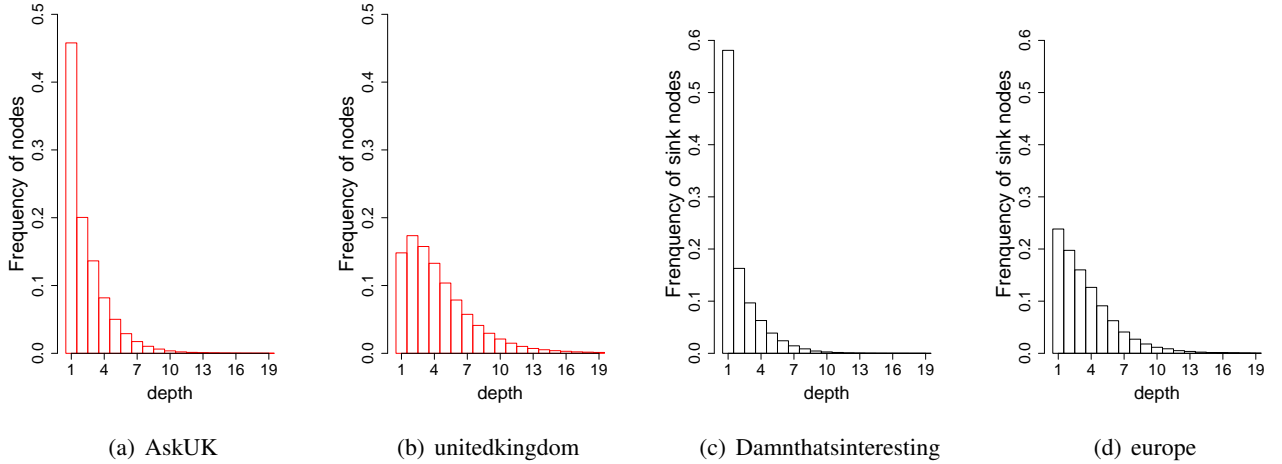 Frequency of nodes
0.0 0.1 0.2 0.3 0.4 0.5
1 4 7 10 13 16 19
depth
(a) AskUK
Frequency of nodes
0.0 0.1 0.2 0.3 0.4 0.5
1 4 7 10 13 16 19
depth
(b) unitedkingdom
Frenquency of sink nodes
0.0 0.1 0.2 0.3 0.4 0.5 0.6
1 4 7 10 13 16 19
depth
(c) Damnthatsinteresting
Frenquency of sink nodes
0.0 0.1 0.2 0.3 0.4 0.5 0.6
1 4 7 10 13 16 19
depth
(d) europe